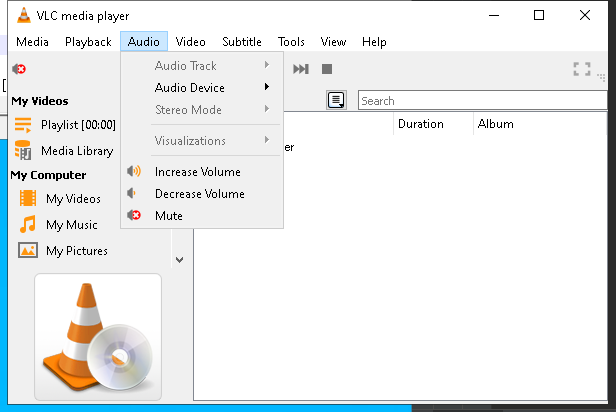 VLC media player
Media Playback Audio Video Subtitle Tools View Help
Audio Track
Audio Device
Stereo Mode
Visualizations
Increase Volume
Decrease Volume
Mute
Search
My Videos
Playlist [00:00]
Media Library
My Computer
My Videos
My Music
My Pictures
Duration Album